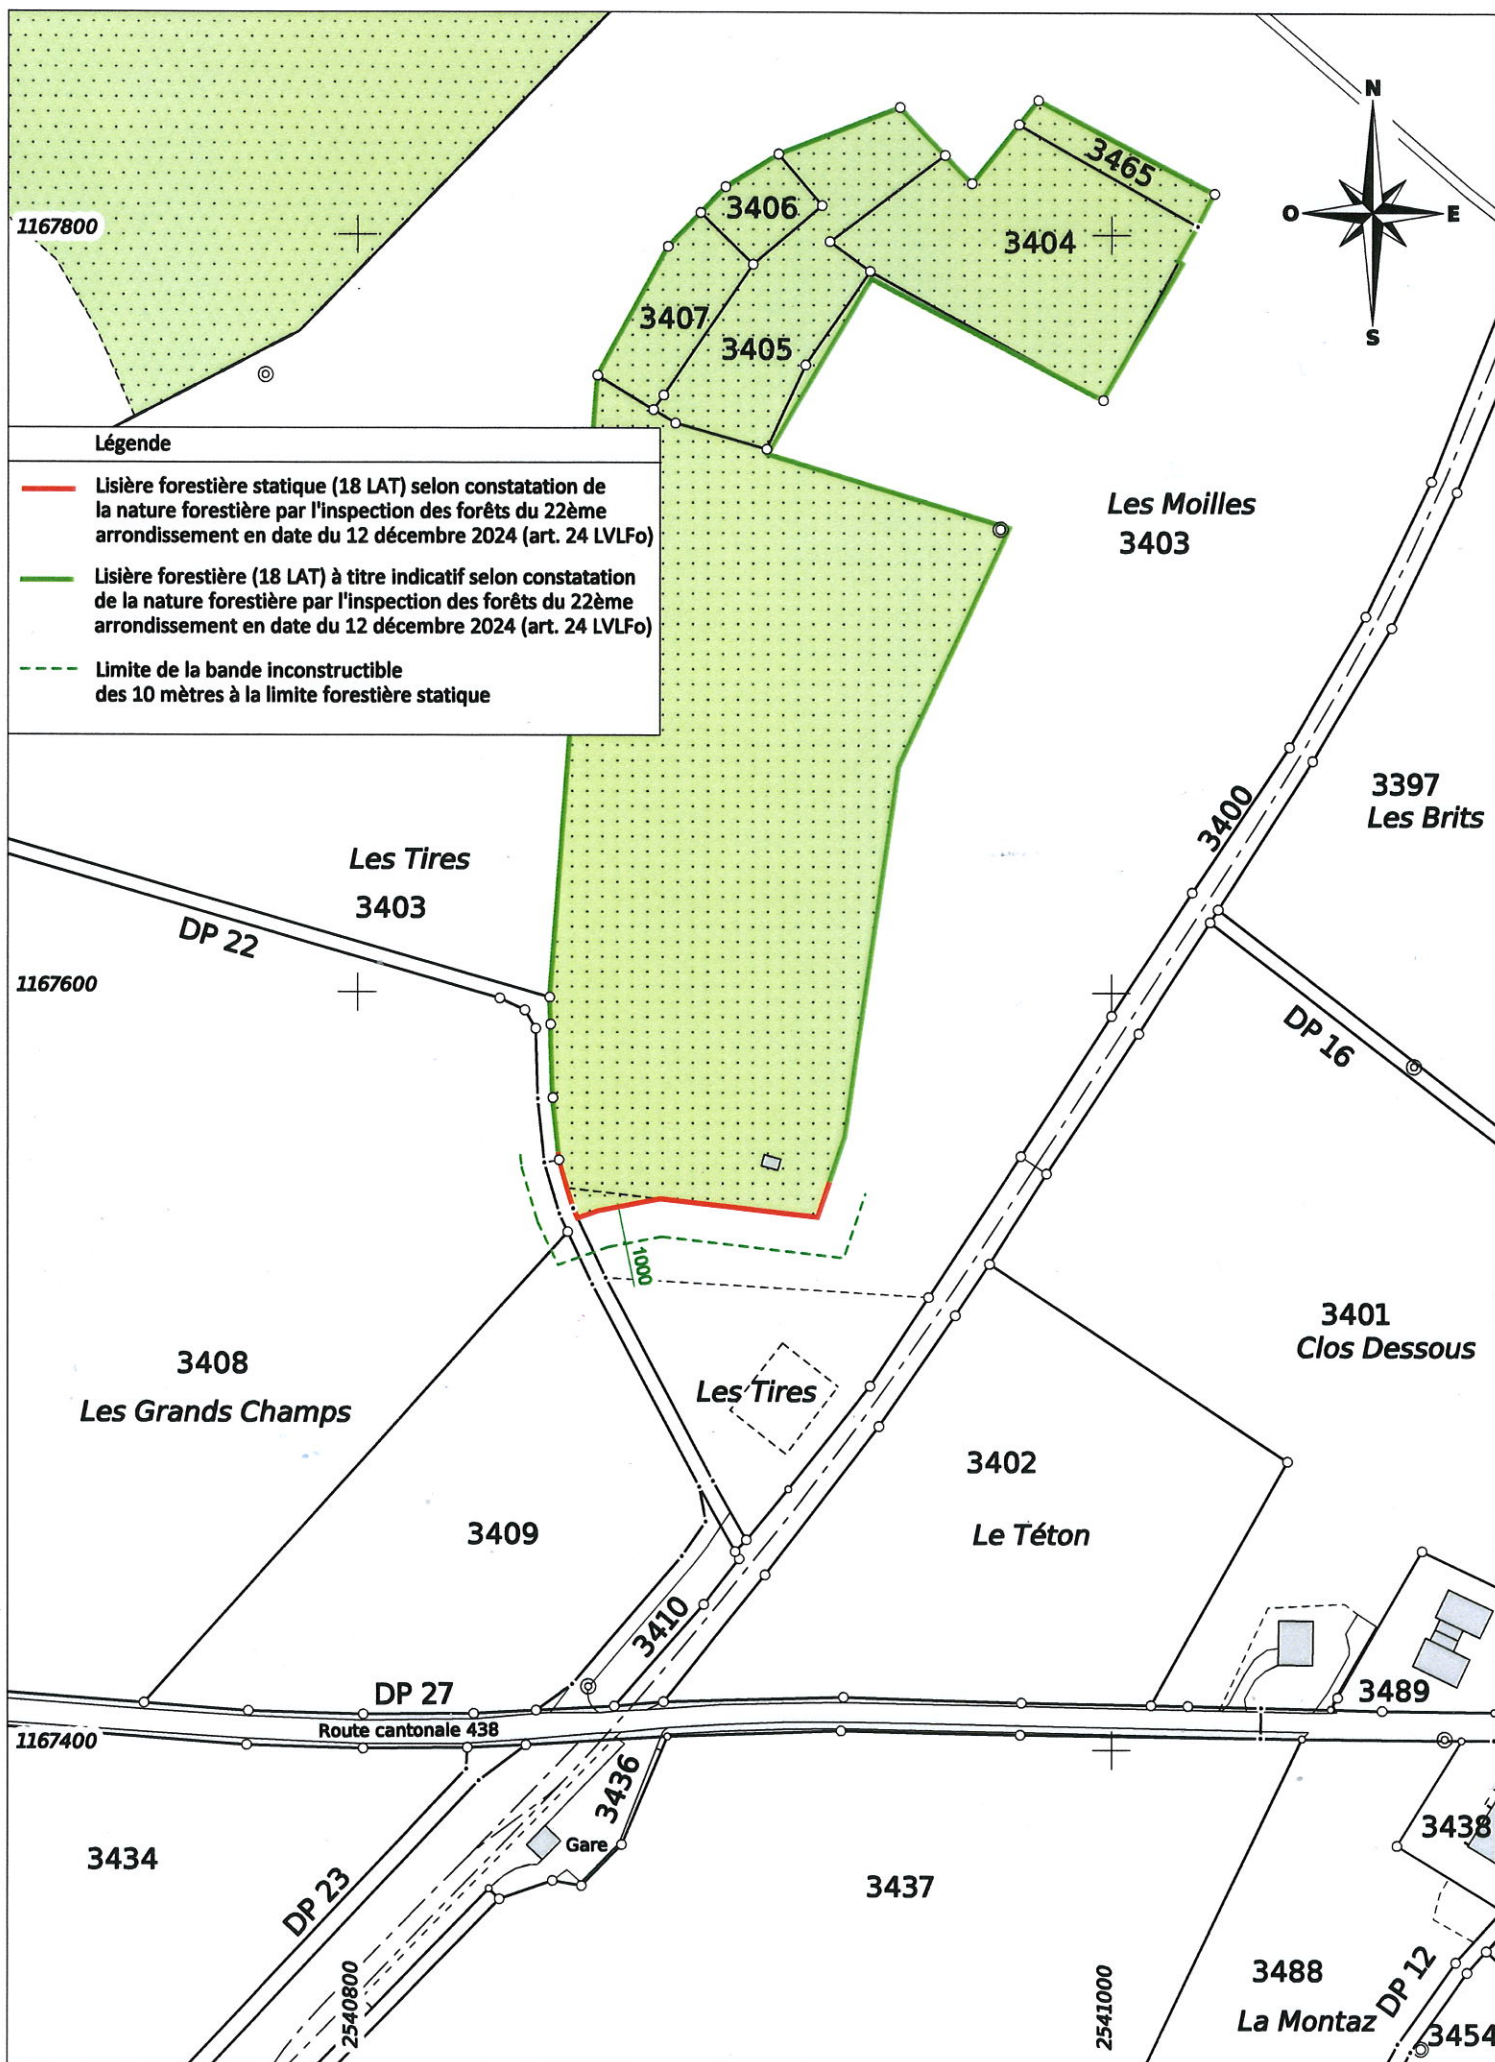 N
O
E
S
3465
3406
3404
1167800
3407
3405
Légende
Lisière forestière statique (18 LAT) selon constatation de
la nature forestière par l'inspection des forêts du 22ème
arrondissement en date du 12 décembre 2024 (art. 24 LVLFo)
Lisière forestière (18 LAT) à titre indicatif selon constatation
de la nature forestière par l'inspection des forêts du 22ème
arrondissement en date du 12 décembre 2024 (art. 24 LVLFo)
Limite de la bande inconstructible
des 10 mètres à la limite forestière statique
Les Moilles
3403
3400
3397
Les Brits
Les Tires
3403
DP 22
1167600
DP 16
1000
3401
Clos Dessous
3408
Les Grands Champs
Les Tires
3402
Le Téton
3409
3410
DP 27
Route cantonale 438
1167400
3489
3436
Gare
3438
3434
DP 23
3437
2540800
2541000
3488
La Montaz
DP 12
3454